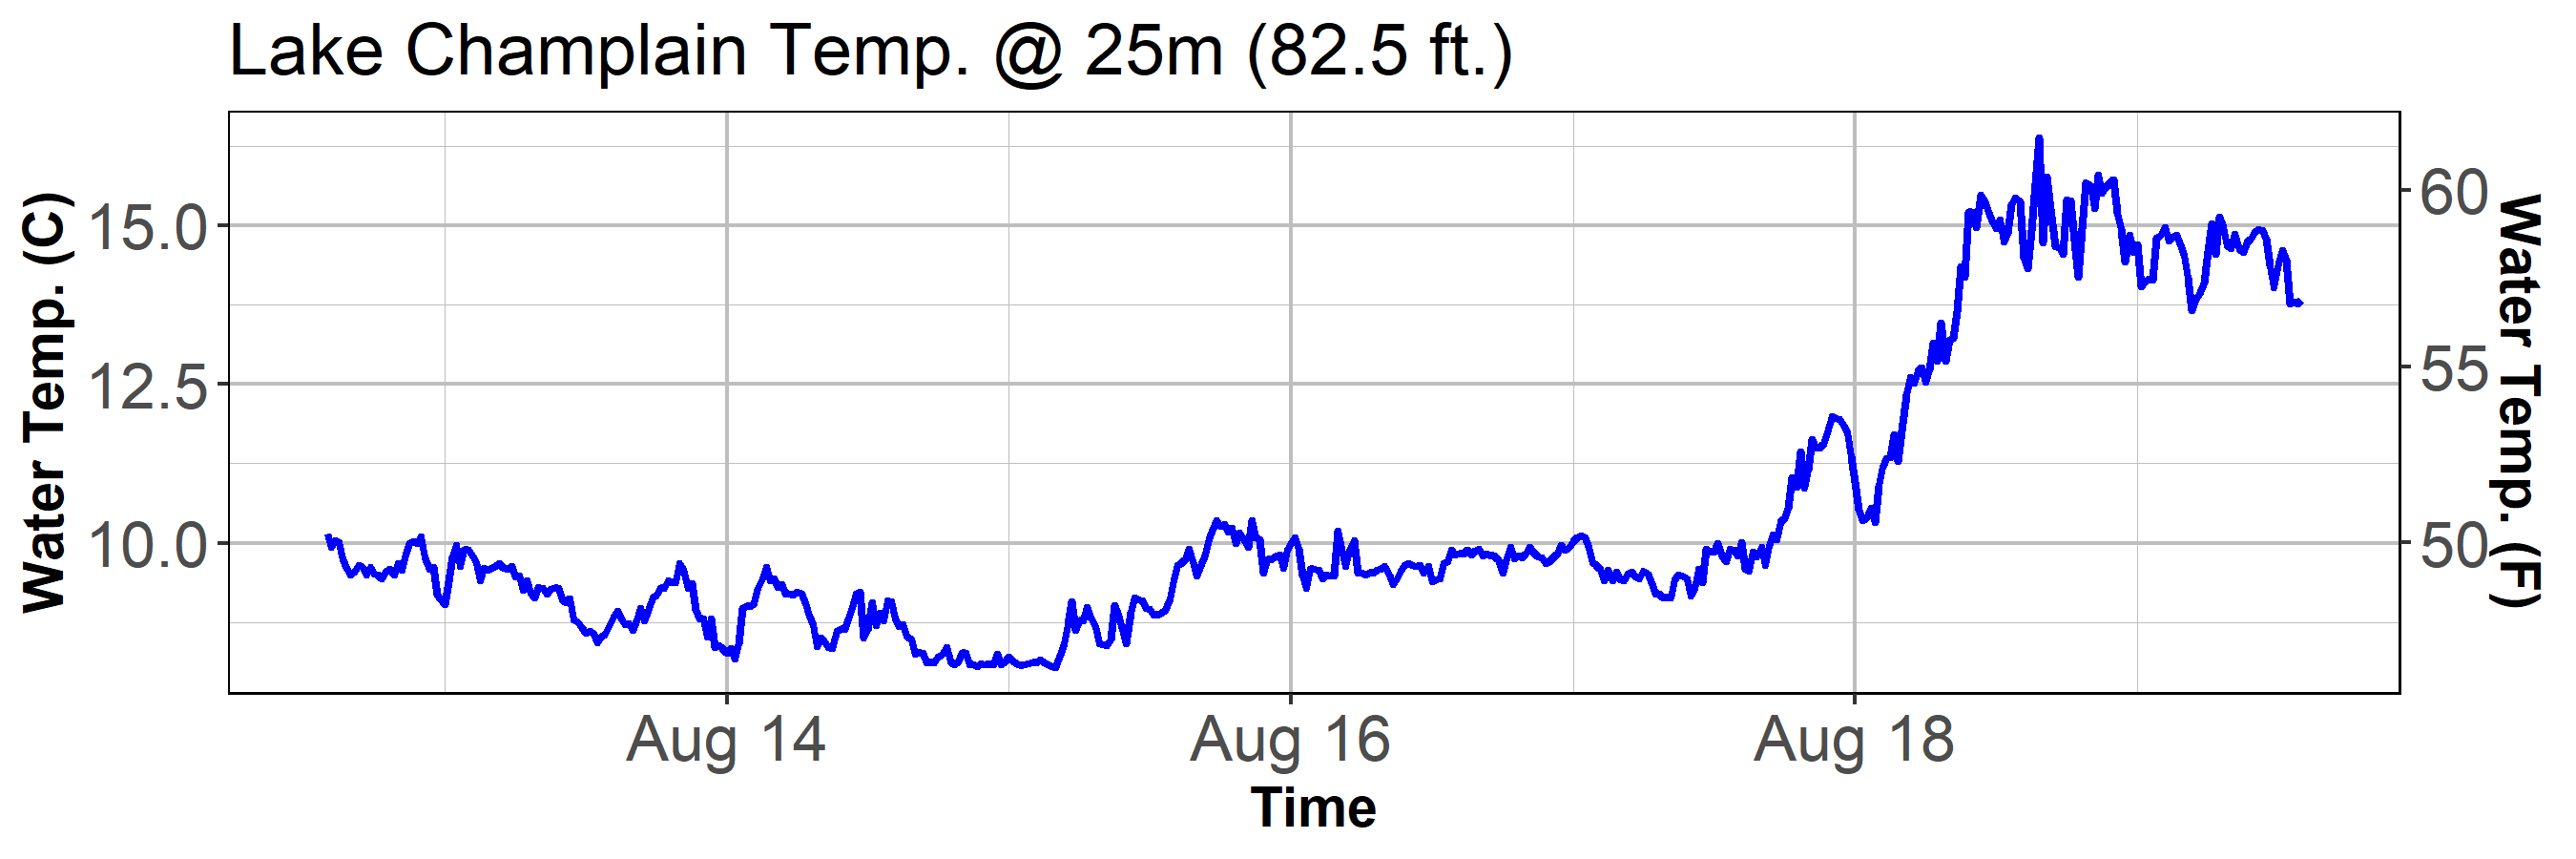 Lake Champlain Temp. @ 25m (82.5 ft.)
Water Temp. (C)
15.0
12.5
10.0
60
55
50
Water Temp. (F)
Aug 14
Aug 16
Aug 18
Time